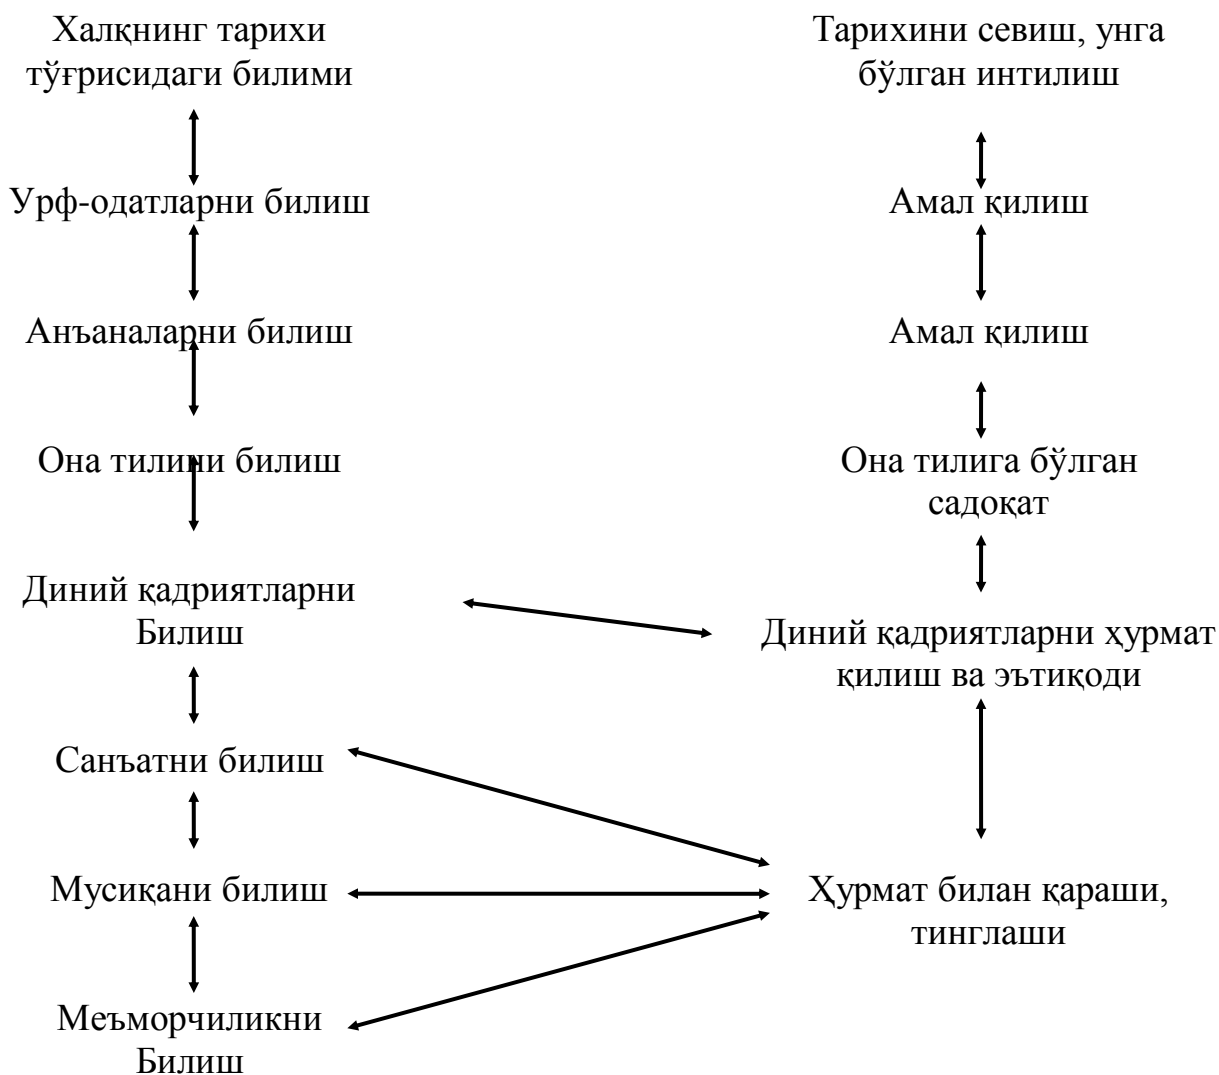 Халқнинг тарихи
тўғрисидаги билими
Тарихини севиш, унга
бўлган интилиш
Урф-одатларни билиш
Амал қилиш
Анъаналарни билиш
Амал қилиш
Она тилини билиш
Она тилига бўлган
садоқат
Диний қадриятларни
Билиш
Диний қадриятларни ҳурмат
қилиш ва эътиқоди
Санъатни билиш
Мусиқани билиш
Ҳурмат билан қараши,
тинглаши
Меъморчиликни
Билиш